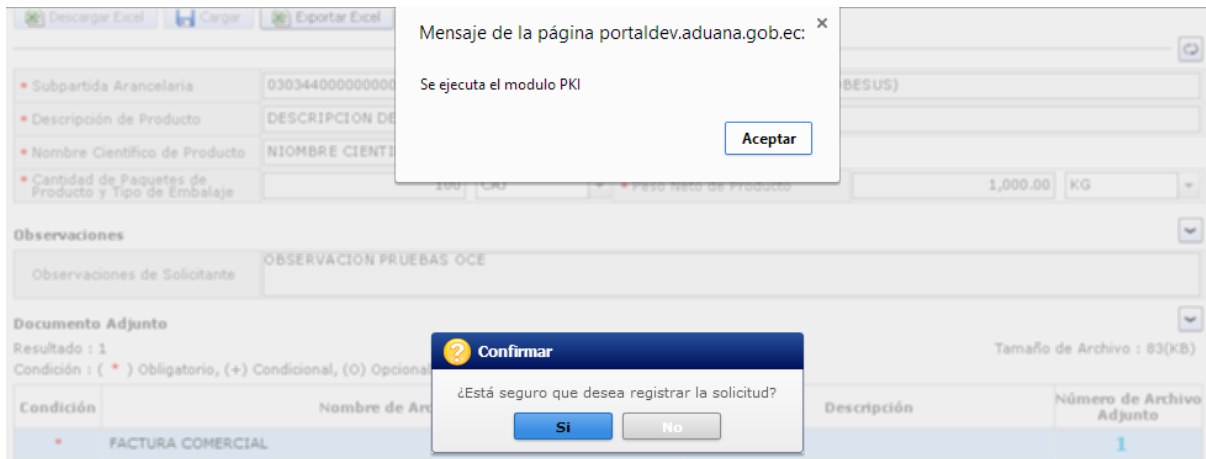 Descargar Excel Cargar Exportar Excel
Mensaje de la página portaldev.aduana.gob.ec: ×
Se ejecuta el modulo PKI
Aceptar
* Subpartida Arancelaria 0303440000000000 OBESUS)
* Descripción de Producto DESCRIPCION DE
* Nombre Científico de Producto NIOMBRE CIENTI
* Cantidad de Paquetes de
Producto y Tipo de Embalaje 100 * Peso Neto de Producto 1,000.00 KG
Observaciones
Observaciones de Solicitante OBSERVACION PRUEBAS OCE
Documento Adjunto
Resultado : 1 Tamaño de Archivo : 83(KB)
Condición : ( * ) Obligatorio, (+) Condicional, (O) Opcional
Confirmar
¿Está seguro que desea registrar la solicitud?
Si No
Condición Nombre de Arc Descripción Número de Archivo
Adjunto
* FACTURA COMERCIAL 1